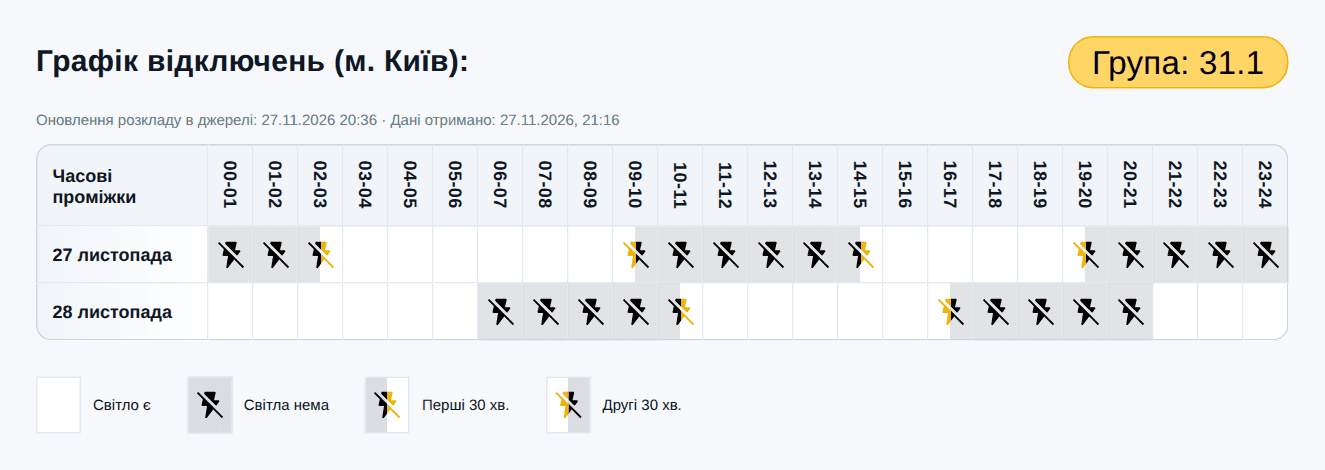 Графік відключень (м. Київ):
Група: 31.1
Оновлення розкладу в джерелі: 27.11.2026 20:36 · Дані отримано: 27.11.2026, 21:16
Часові
проміжки
00-01
01-02
02-03
03-04
04-05
05-06
06-07
07-08
08-09
09-10
10-11
11-12
12-13
13-14
14-15
15-16
16-17
17-18
18-19
19-20
20-21
21-22
22-23
23-24
27 листопада
28 листопада
Світло є
Світла нема
Перші 30 хв.
Другі 30 хв.